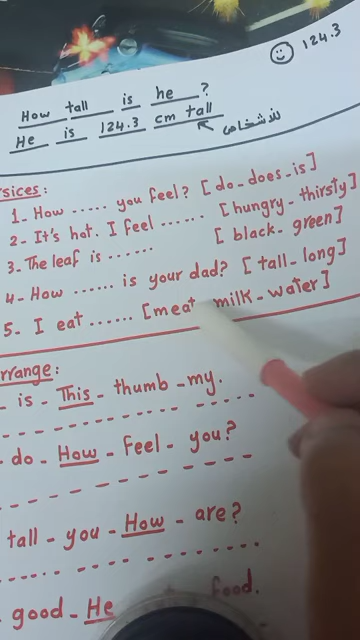 How tall is he?
☺ 124.3
He is 124.3 cm tall
للأشخاص
sices:
1- How ...... you feel? [do - does - is]
2- It's hot. I feel ...... [hungry - thirsty]
3- The leaf is ...... [black - green]
4- How ...... is your dad? [tall - long]
5- I eat ...... [meat - milk - water]
rrange:
- is - This - thumb - my.
- do - How - feel - you?
tall - you - How - are?
- good - He food.